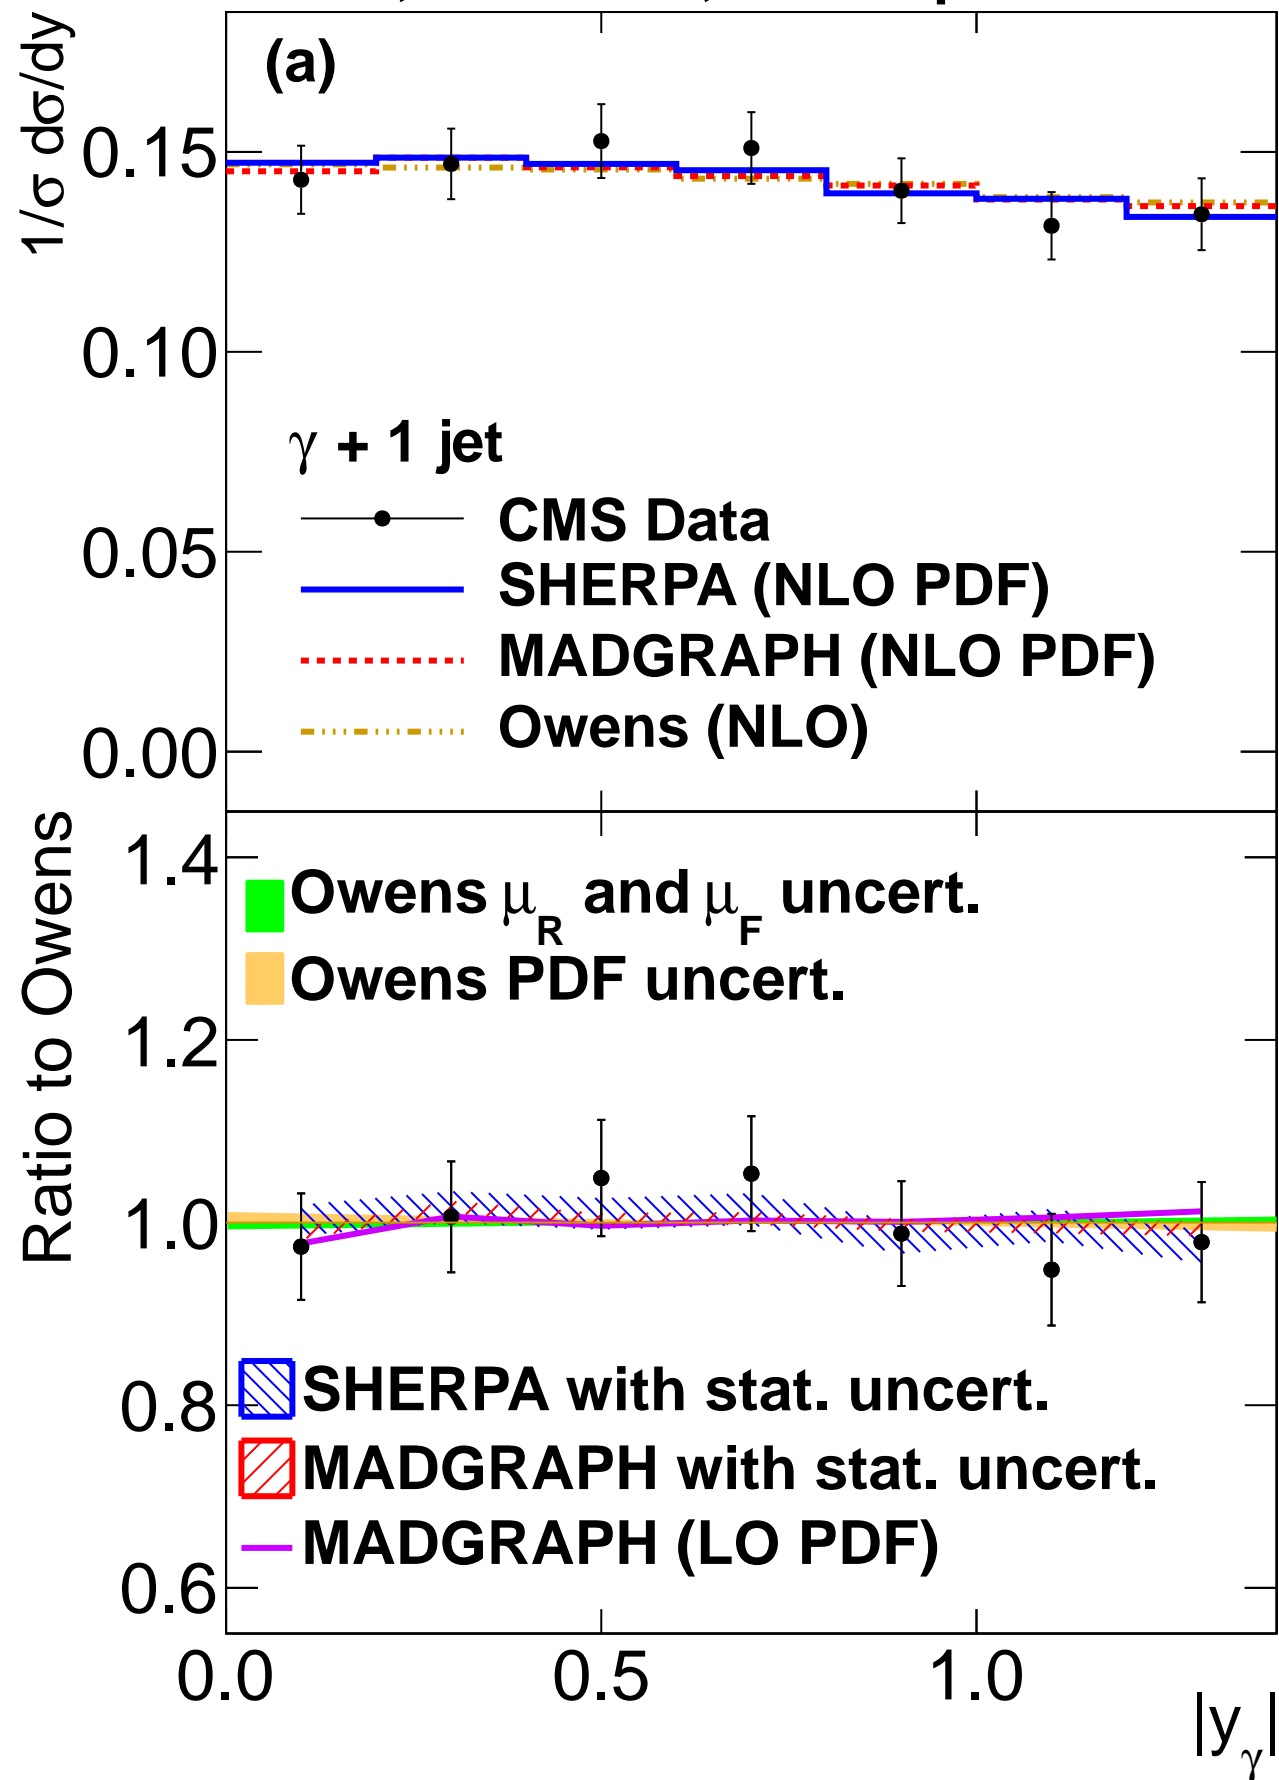 (a)
1/σ dσ/dy
0.15
0.10
0.05
0.00
γ + 1 jet
CMS Data
SHERPA (NLO PDF)
MADGRAPH (NLO PDF)
Owens (NLO)
Ratio to Owens
1.4
1.2
1.0
0.8
0.6
Owens μ_R and μ_F uncert.
Owens PDF uncert.
SHERPA with stat. uncert.
MADGRAPH with stat. uncert.
MADGRAPH (LO PDF)
0.0 0.5 1.0
|y_γ|